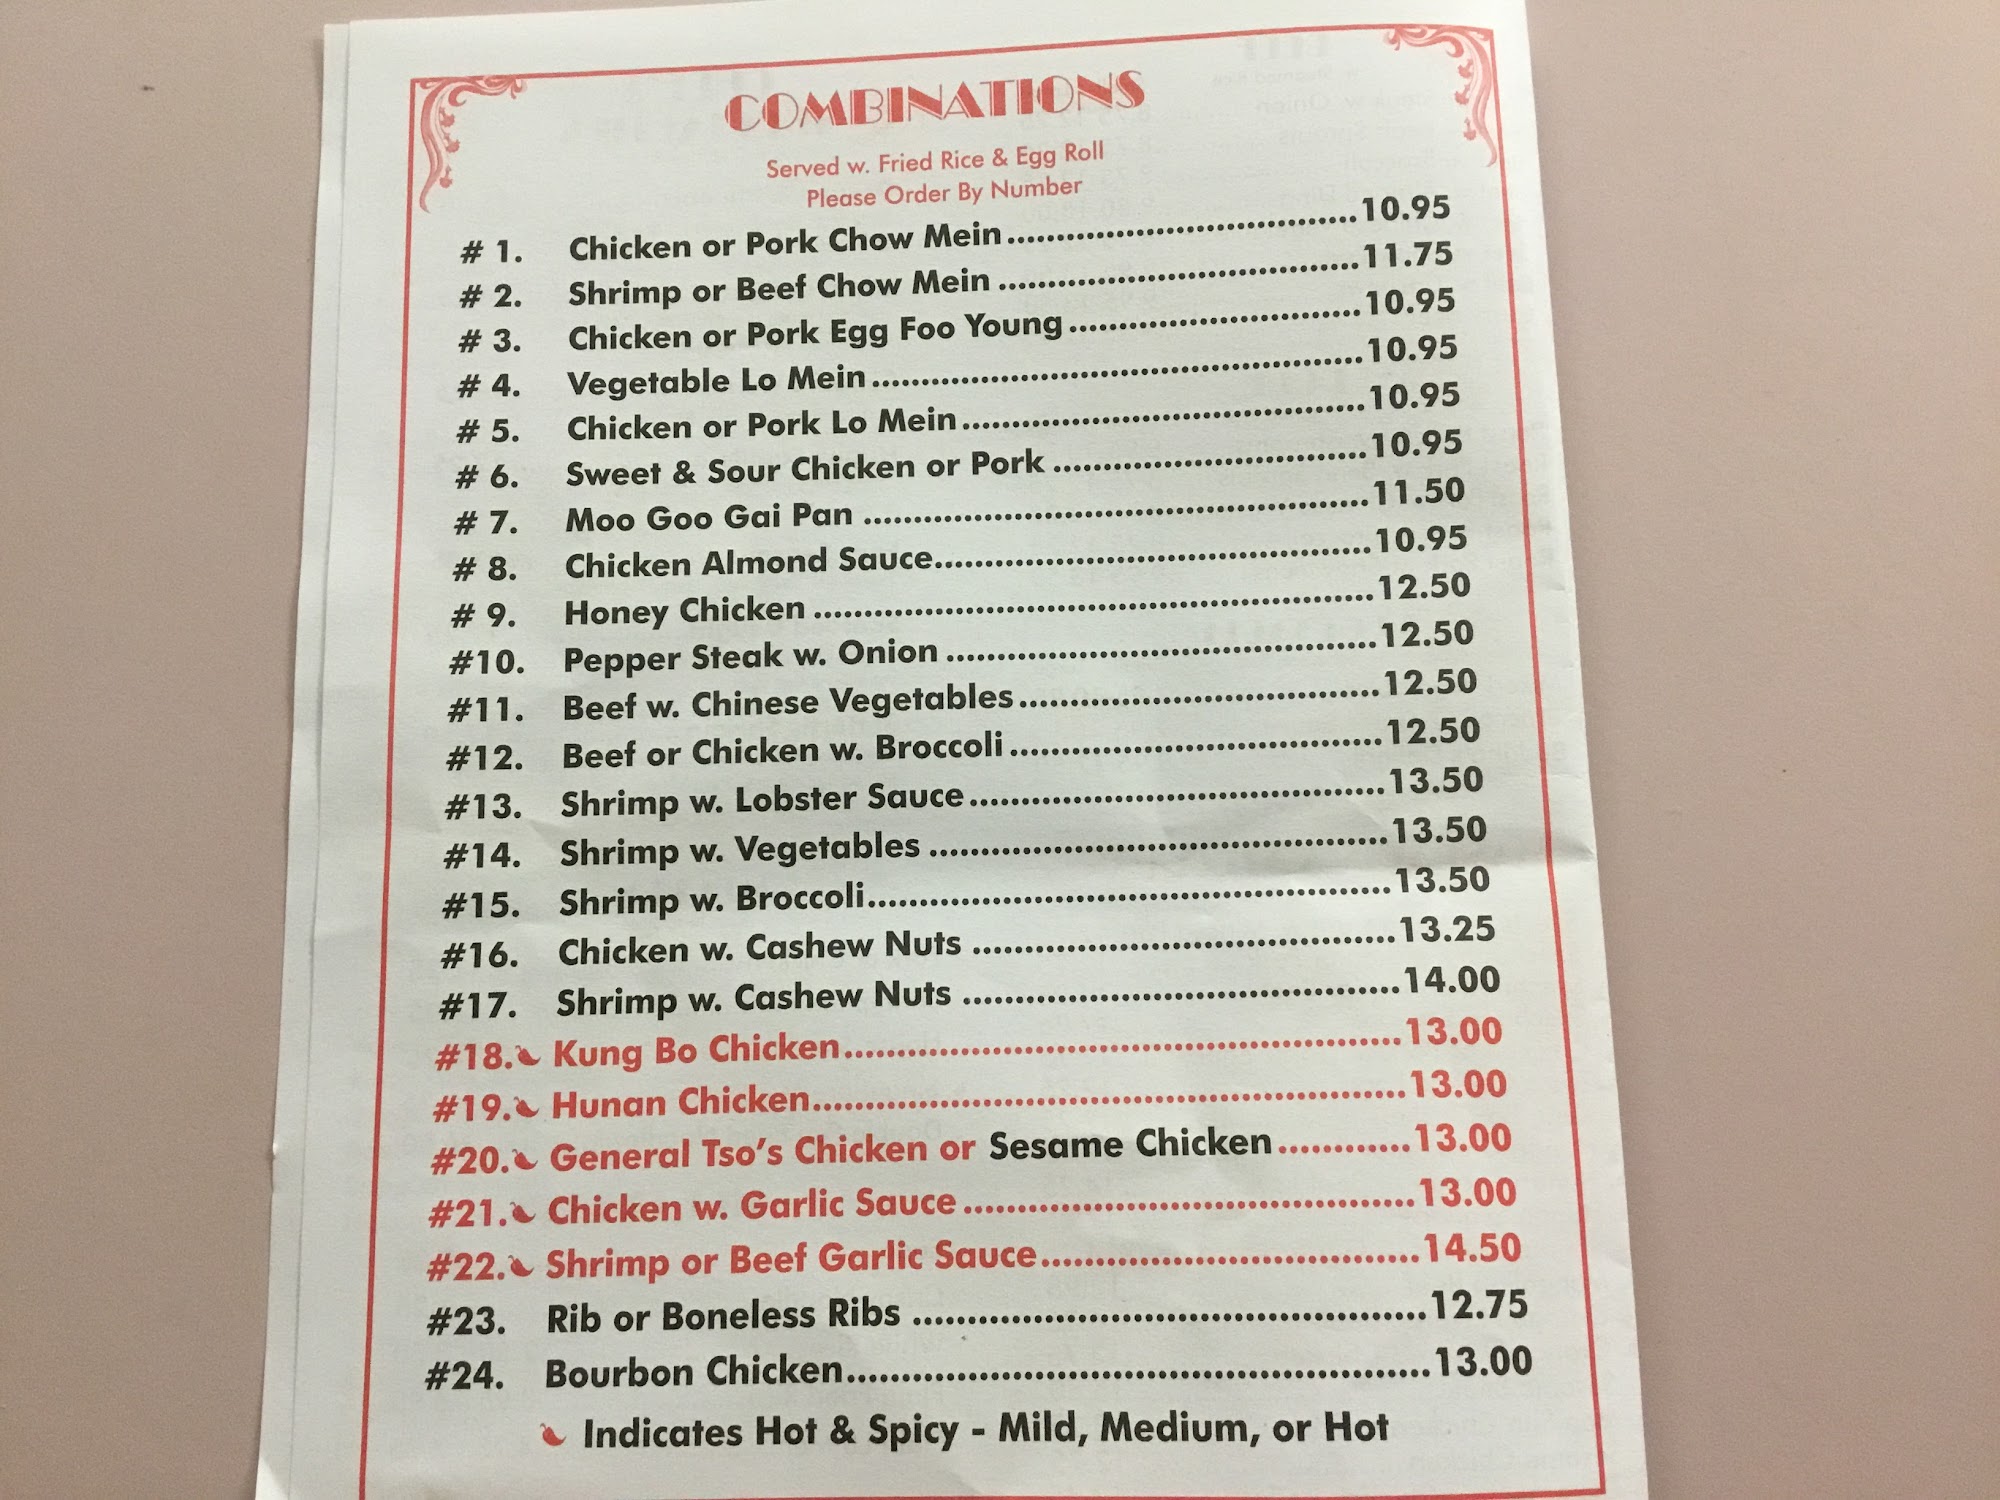 COMBINATIONS
Served w. Fried Rice & Egg Roll
Please Order By Number
# 1. Chicken or Pork Chow Mein 10.95
# 2. Shrimp or Beef Chow Mein 11.75
# 3. Chicken or Pork Egg Foo Young 10.95
# 4. Vegetable Lo Mein 10.95
# 5. Chicken or Pork Lo Mein 10.95
# 6. Sweet & Sour Chicken or Pork 10.95
# 7. Moo Goo Gai Pan 11.50
# 8. Chicken Almond Sauce 10.95
# 9. Honey Chicken 12.50
#10. Pepper Steak w. Onion 12.50
#11. Beef w. Chinese Vegetables 12.50
#12. Beef or Chicken w. Broccoli 12.50
#13. Shrimp w. Lobster Sauce 13.50
#14. Shrimp w. Vegetables 13.50
#15. Shrimp w. Broccoli 13.50
#16. Chicken w. Cashew Nuts 13.25
#17. Shrimp w. Cashew Nuts 14.00
#18. Kung Bo Chicken 13.00
#19. Hunan Chicken 13.00
#20. General Tso's Chicken or Sesame Chicken 13.00
#21. Chicken w. Garlic Sauce 13.00
#22. Shrimp or Beef Garlic Sauce 14.50
#23. Rib or Boneless Ribs 12.75
#24. Bourbon Chicken 13.00
Indicates Hot & Spicy - Mild, Medium, or Hot